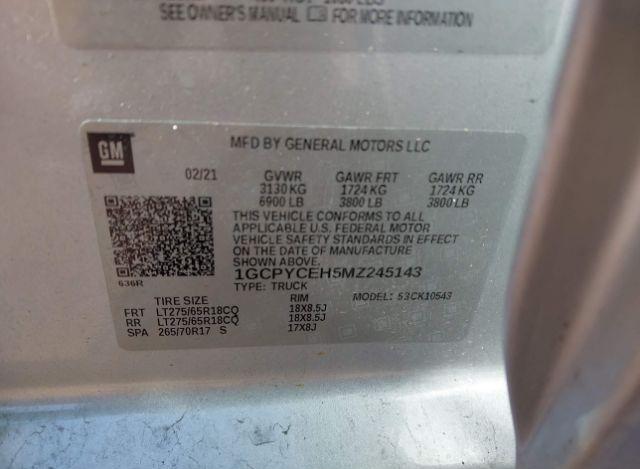 SEE OWNER'S MANUAL FOR MORE INFORMATION
GM
MFD BY GENERAL MOTORS LLC
02/21 GVWR GAWR FRT GAWR RR
3130 KG 1724 KG 1724 KG
6900 LB 3800 LB 3800 LB
THIS VEHICLE CONFORMS TO ALL
APPLICABLE U.S. FEDERAL MOTOR
VEHICLE SAFETY STANDARDS IN EFFECT
ON THE DATE OF MANUFACTURE
SHOWN ABOVE.
636R
1GCPYCEH5MZ245143
TYPE: TRUCK MODEL: 53CK10543
TIRE SIZE RIM
FRT LT275/65R18CQ 18X8.5J
RR LT275/65R18CQ 18X8.5J
SPA 265/70R17 S 17X8J